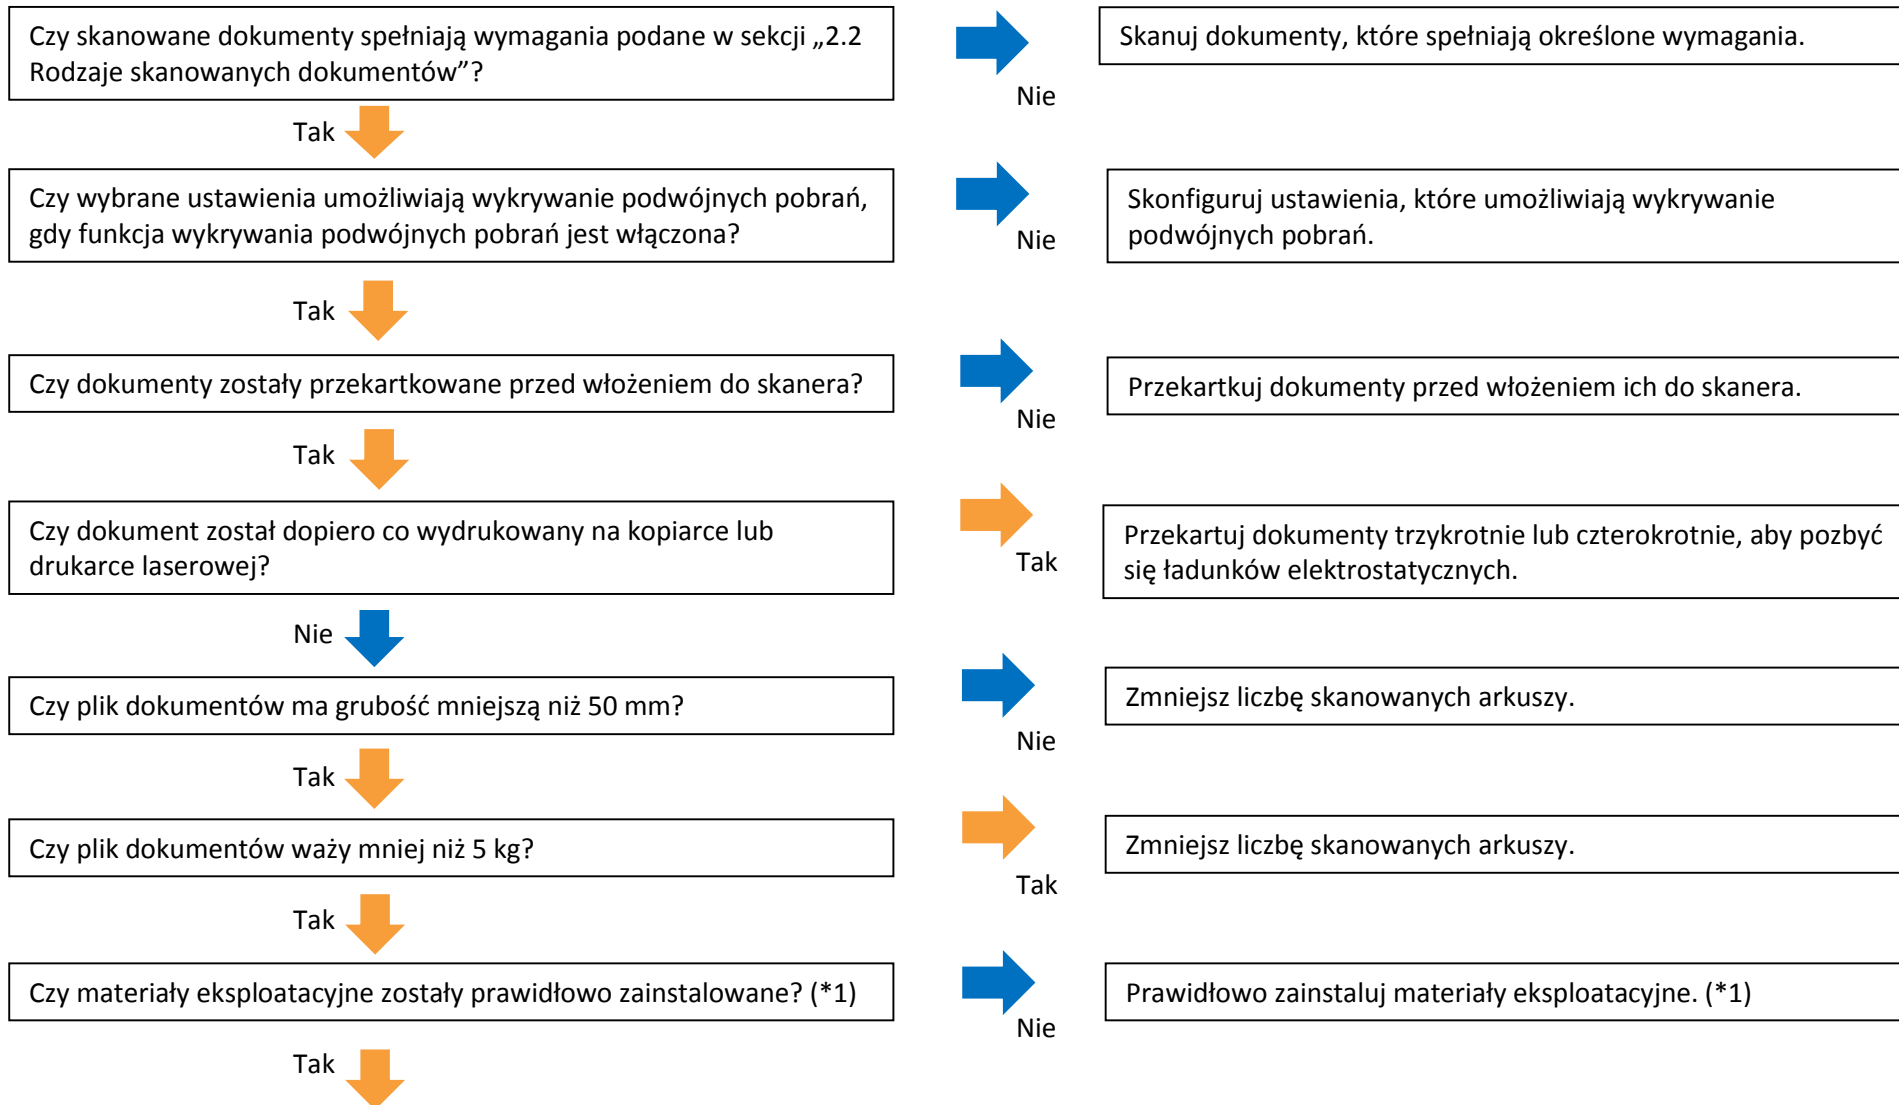 Czy skanowane dokumenty spełniają wymagania podane w sekcji „2.2
Rodzaje skanowanych dokumentów”?
Skanuj dokumenty, które spełniają określone wymagania.
Nie
Tak
Czy wybrane ustawienia umożliwiają wykrywanie podwójnych pobrań,
gdy funkcja wykrywania podwójnych pobrań jest włączona?
Skonfiguruj ustawienia, które umożliwiają wykrywanie
podwójnych pobrań.
Nie
Tak
Czy dokumenty zostały przekartkowane przed włożeniem do skanera?
Przekartkuj dokumenty przed włożeniem ich do skanera.
Nie
Tak
Czy dokument został dopiero co wydrukowany na kopiarce lub
drukarce laserowej?
Przekartuj dokumenty trzykrotnie lub czterokrotnie, aby pozbyć
się ładunków elektrostatycznych.
Tak
Nie
Czy plik dokumentów ma grubość mniejszą niż 50 mm?
Zmniejsz liczbę skanowanych arkuszy.
Nie
Tak
Czy plik dokumentów waży mniej niż 5 kg?
Zmniejsz liczbę skanowanych arkuszy.
Tak
Tak
Czy materiały eksploatacyjne zostały prawidłowo zainstalowane? (*1)
Prawidłowo zainstaluj materiały eksploatacyjne. (*1)
Nie
Tak